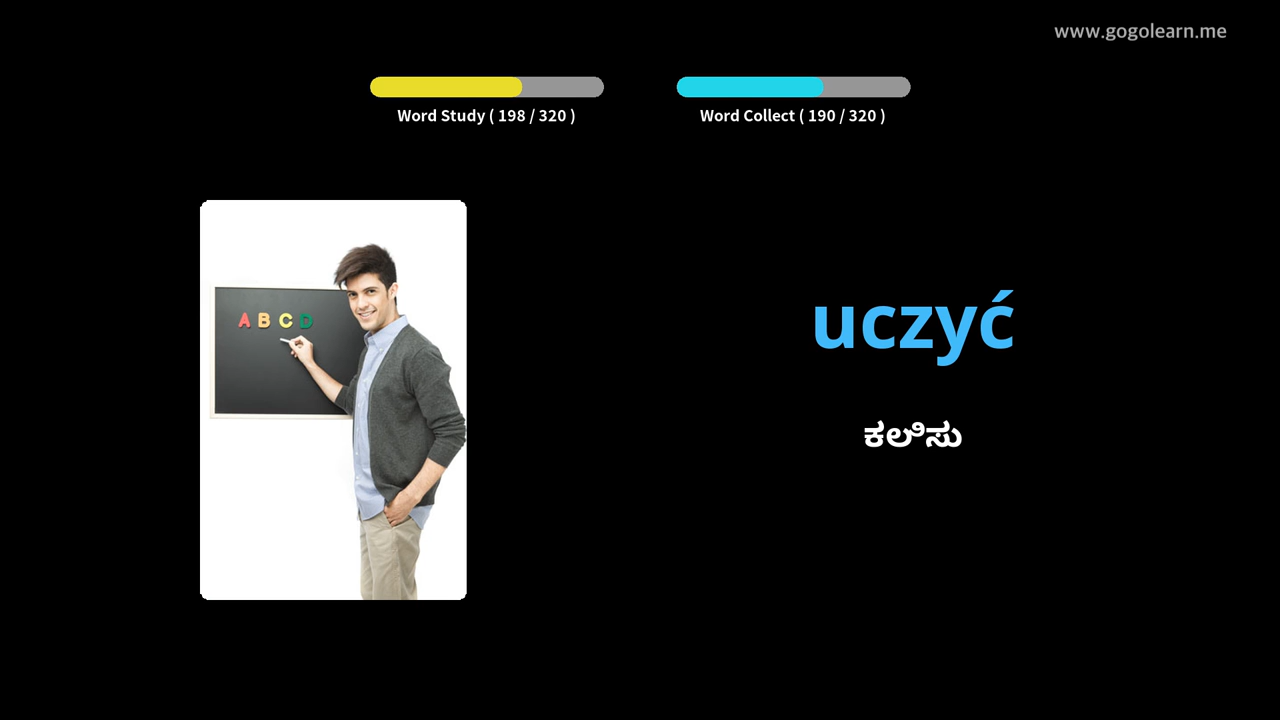 www.gogolearn.me
Word Study ( 198 / 320 )
Word Collect ( 190 / 320 )
A B C D
uczyć
ಕಲಿಸು